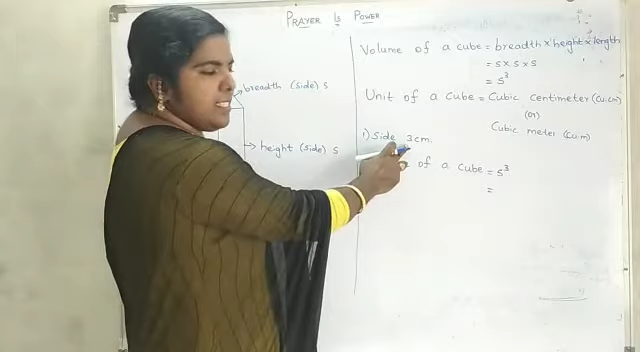 PRAYER IS POWER
breadth (side) s
height (side) s
Volume of a cube = breadth × height × length
= s × s × s
= s³
Unit of a cube = Cubic centimeter (cu.cm)
(or)
Cubic meter (cu.m)
1) Side 3cm.
of a cube = s³
=